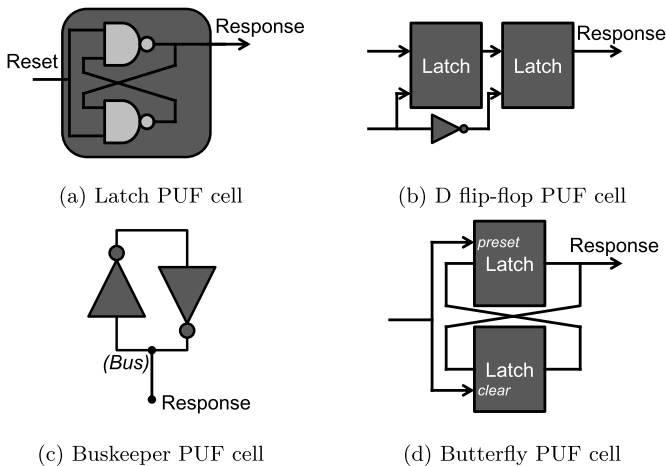 Reset
Response
(a) Latch PUF cell
Latch
Latch
Response
(b) D flip-flop PUF cell
(Bus)
Response
(c) Buskeeper PUF cell
preset
Latch
Response
Latch
clear
(d) Butterfly PUF cell